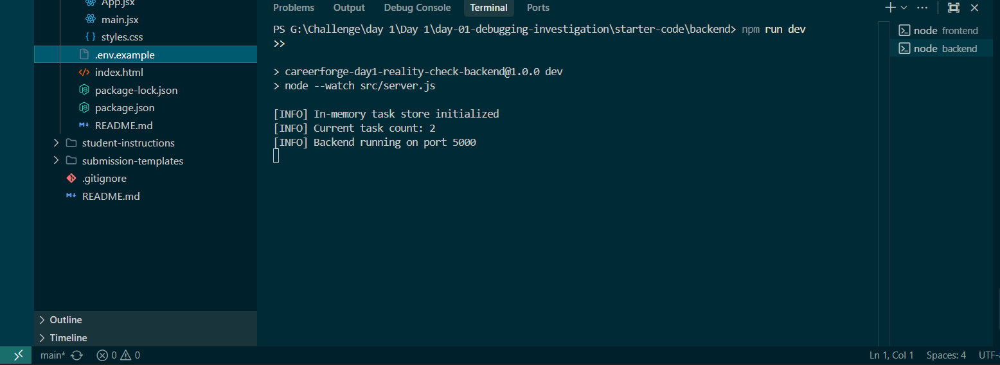 App.jsx
main.jsx
{ } styles.css
.env.example
</> index.html
package-lock.json
package.json
README.md
student-instructions
submission-templates
.gitignore
README.md
Outline
Timeline
Problems Output Debug Console Terminal Ports
PS G:\Challenge\day 1\Day 1\day-01-debugging-investigation\starter-code\backend> npm run dev
>>
> careerforge-day1-reality-check-backend@1.0.0 dev
> node --watch src/server.js
[INFO] In-memory task store initialized
[INFO] Current task count: 2
[INFO] Backend running on port 5000
node frontend
node backend
main* 0 0 Ln 1, Col 1 Spaces: 4